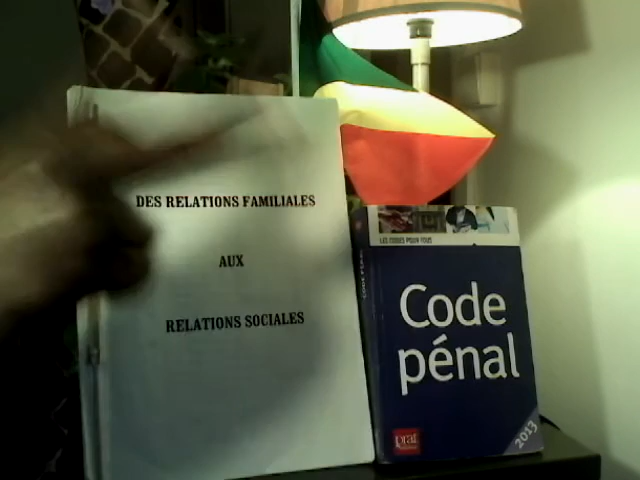 DES RELATIONS FAMILIALES
AUX
RELATIONS SOCIALES
LES CODES POUR TOUS
Code
pénal
prat
2013